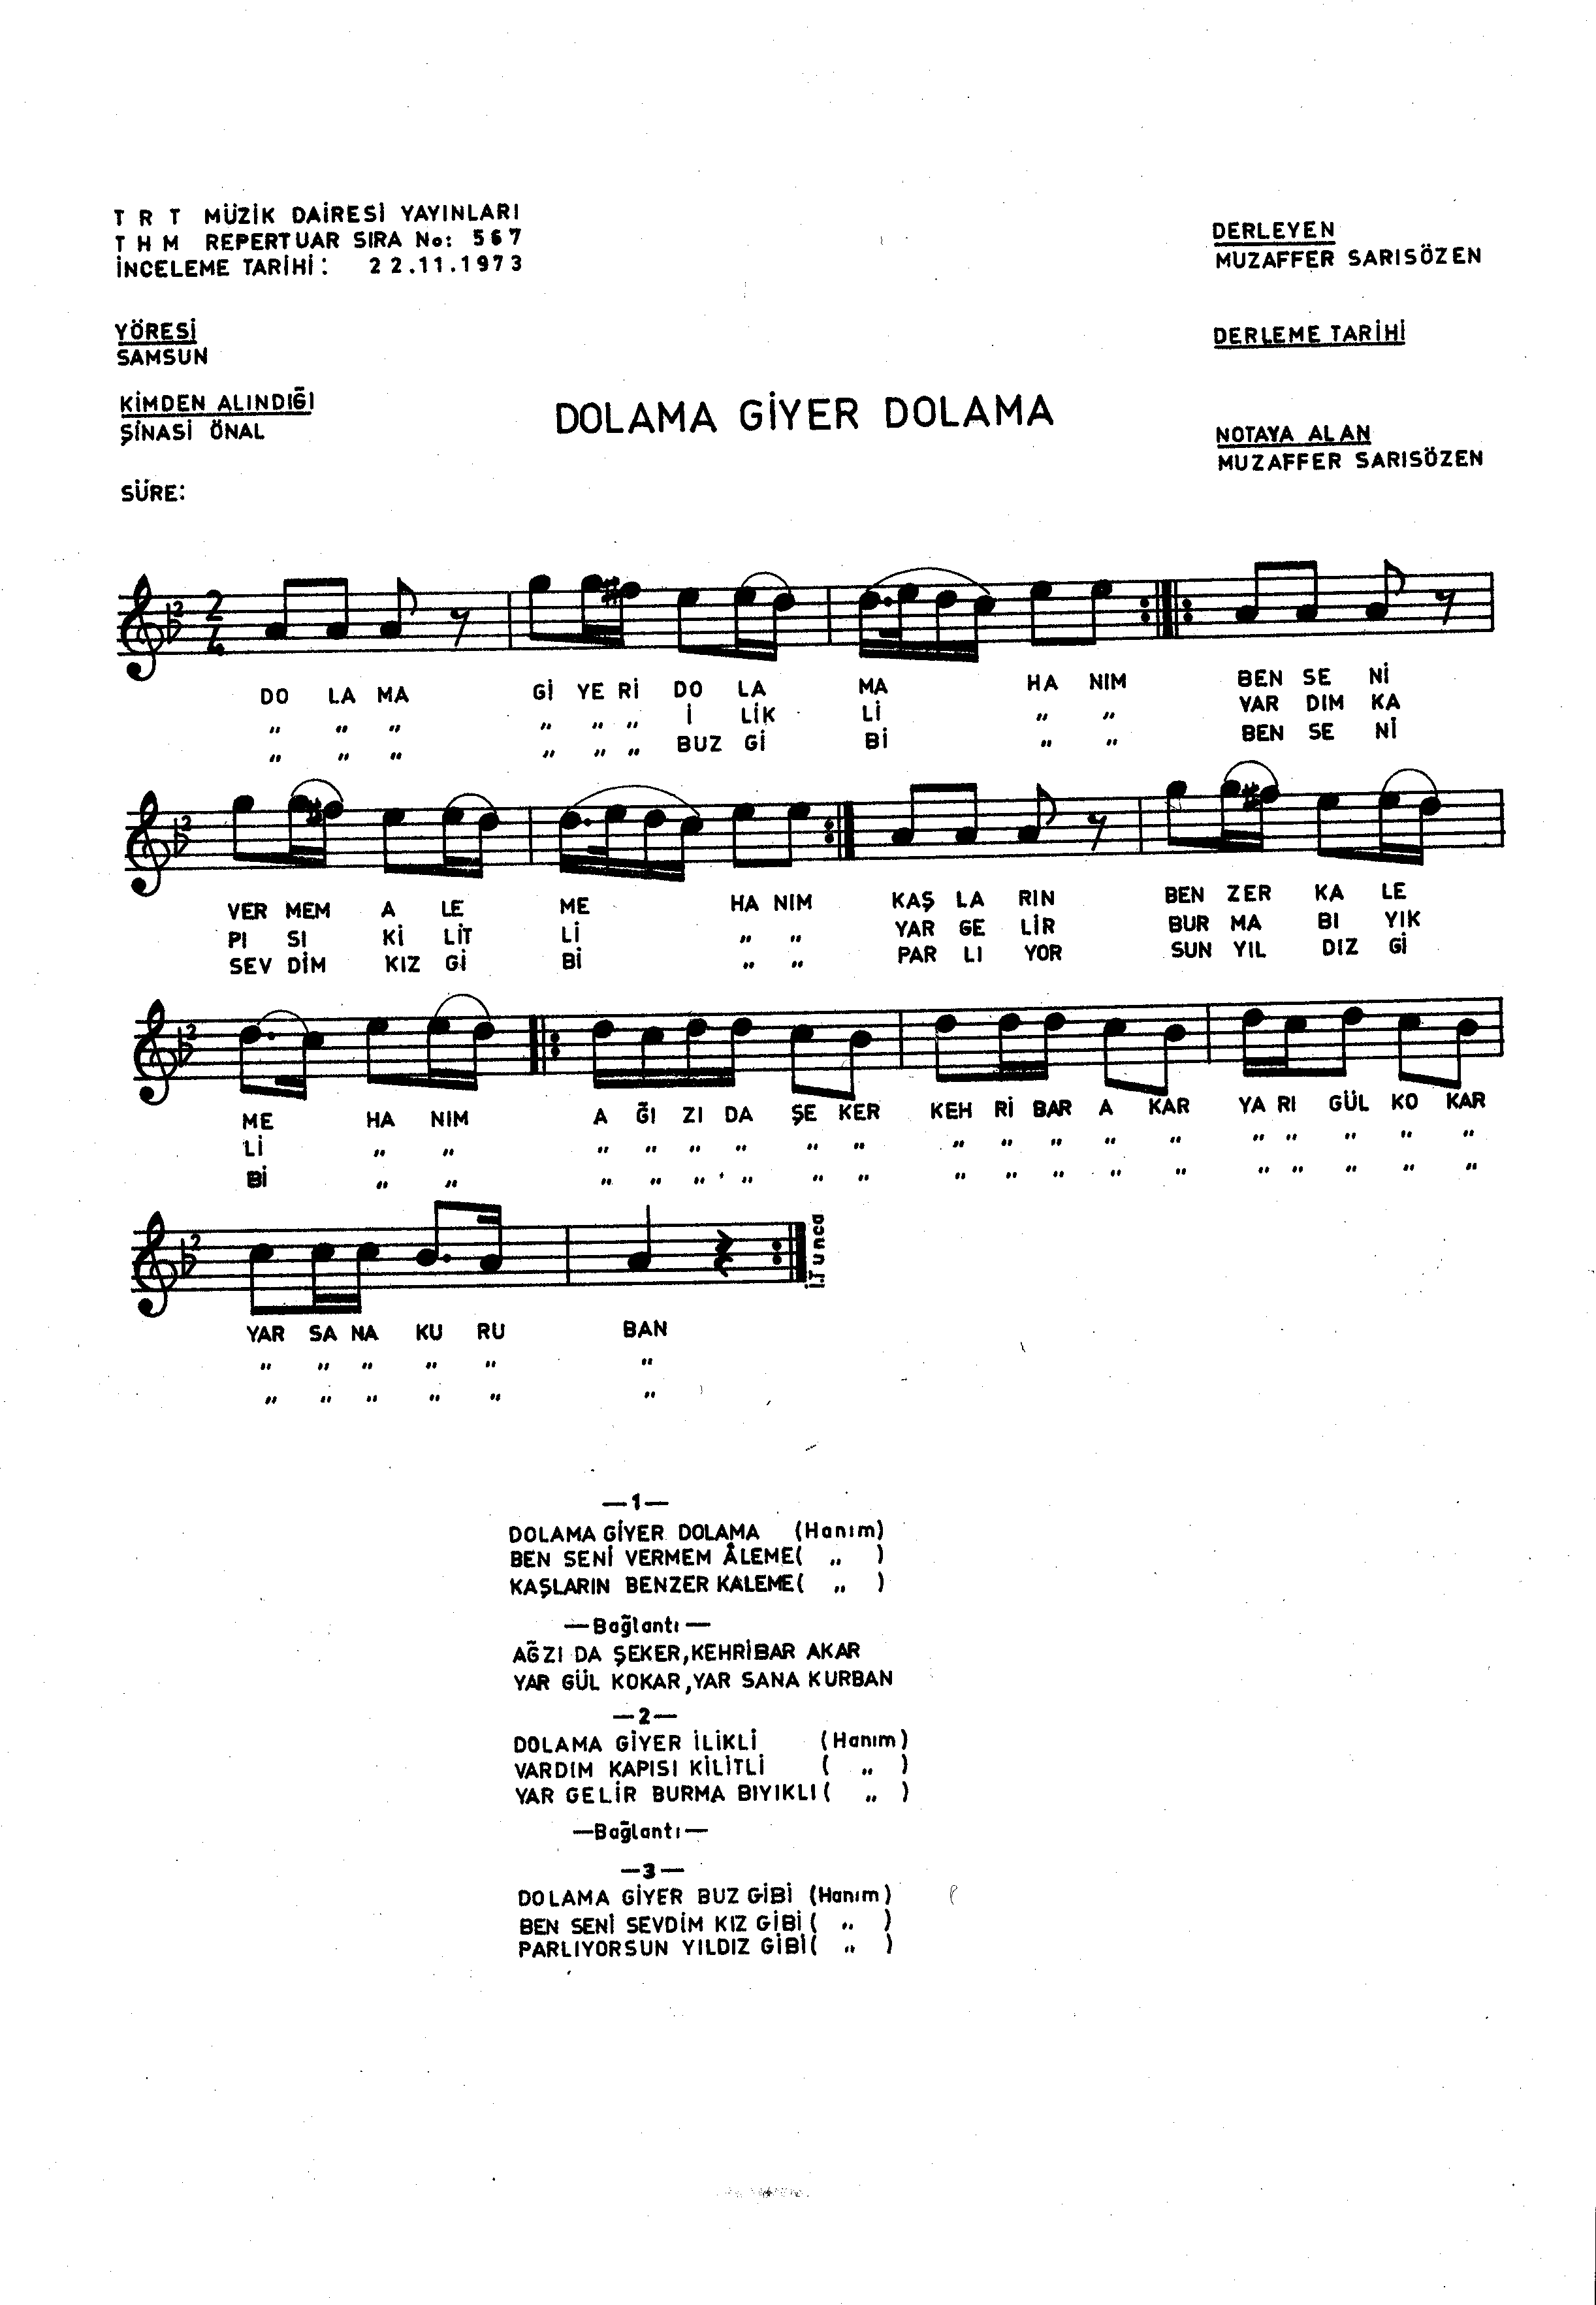 T R T MÜZİK DAİRESİ YAYINLARI
T H M REPERTUAR SIRA No: 567
İNCELEME TARİHİ: 22.11.1973
DERLEYEN
MUZAFFER SARISÖZEN
YÖRESİ
SAMSUN
DERLEME TARİHİ
KİMDEN ALINDIĞI
ŞİNASİ ÖNAL
DOLAMA GİYER DOLAMA
NOTAYA ALAN
MUZAFFER SARISÖZEN
SÜRE:
2
2
4
DO LA MA Gİ YE Rİ DO LA MA HA NIM BEN SE Nİ
" " " " " " İ LİK Lİ " " VAR DIM KA
" " " " " " BUZ Gİ Bİ " " BEN SE Nİ
2
VER MEM A LE ME HA NIM KAŞ LA RIN BEN ZER KA LE
PI SI Kİ LİT Lİ " " YAR GE LİR BUR MA BI YIK
SEV DİM KIZ Gİ Bİ " " PAR LI YOR SUN YIL DIZ Gİ
2
ME HA NIM A ĞI ZI DA ŞE KER KEH Rİ BAR A KAR YA RI GÜL KO KAR
Lİ " " " " " " " " " " " " " " " " " "
Bİ " " " " " " " " " " " " " " " " " "
2
İ.Tunca
YAR SA NA KU RU BAN
" " " " " "
" " " " " "
—1—
DOLAMA GİYER DOLAMA (Hanım)
BEN SENİ VERMEM ÂLEME( " )
KAŞLARIN BENZER KALEME( " )
—Bağlantı—
AĞZI DA ŞEKER,KEHRİBAR AKAR
YAR GÜL KOKAR,YAR SANA KURBAN
—2—
DOLAMA GİYER İLİKLİ (Hanım)
VARDIM KAPISI KİLİTLİ ( " )
YAR GELİR BURMA BIYIKLI ( " )
—Bağlantı—
—3—
DOLAMA GİYER BUZ GİBİ (Hanım)
BEN SENİ SEVDİM KIZ GİBİ ( " )
PARLIYORSUN YILDIZ GİBİ ( " )